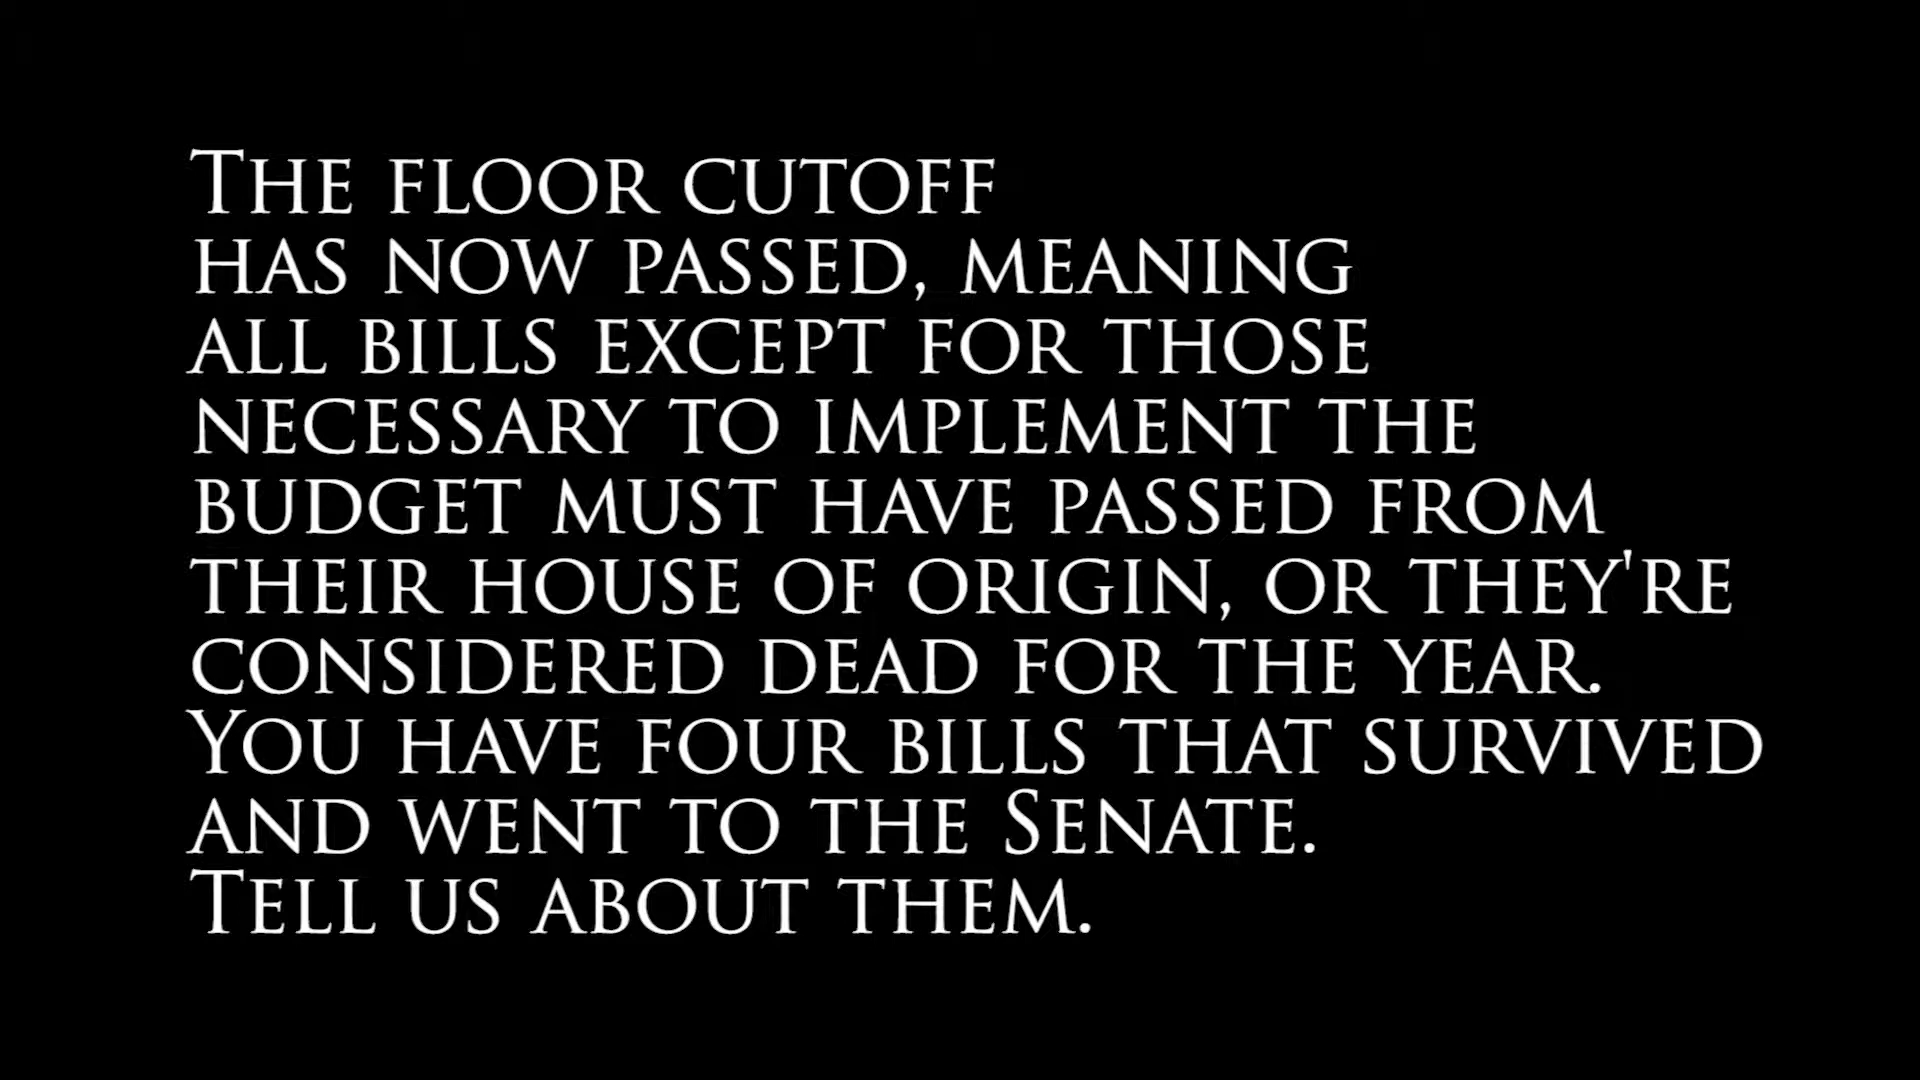 The floor cutoff
has now passed, meaning
all bills except for those
necessary to implement the
budget must have passed from
their house of origin, or they're
considered dead for the year.
You have four bills that survived
and went to the Senate.
Tell us about them.